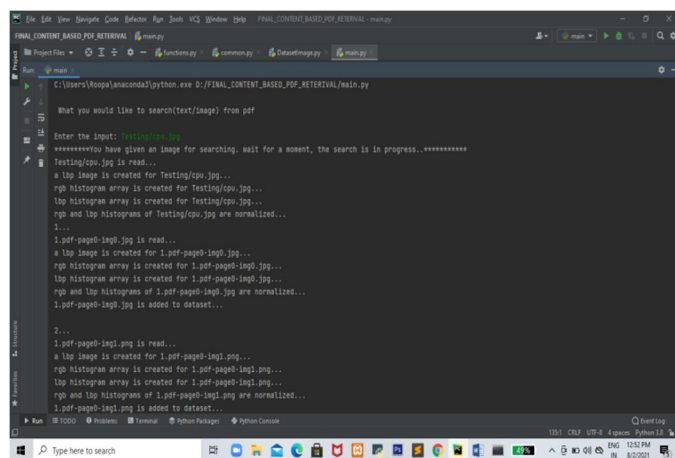 File Edit View Navigate Code Refactor Run Tools VCS Window Help FINAL_CONTENT_BASED_PDF_RETERIVAL - main.py
FINAL_CONTENT_BASED_PDF_RETERIVAL main.py main
Project Files functions.py common.py DatasetImage.py main.py
Run: main
C:\Users\Roopa\anaconda3\python.exe D:/FINAL_CONTENT_BASED_PDF_RETERIVAL/main.py
What you would like to search(text/image) from pdf
Enter the input: Testing/cpu.jpg
*********You have given an image for searching. wait for a moment, the search is in progress..***********
Testing/cpu.jpg is read...
a lbp image is created for Testing/cpu.jpg...
rgb histogram array is created for Testing/cpu.jpg...
lbp histogram array is created for Testing/cpu.jpg...
rgb and lbp histograms of Testing/cpu.jpg are normalized...
1...
1.pdf-page0-img0.jpg is read...
a lbp image is created for 1.pdf-page0-img0.jpg...
rgb histogram array is created for 1.pdf-page0-img0.jpg...
lbp histogram array is created for 1.pdf-page0-img0.jpg...
rgb and lbp histograms of 1.pdf-page0-img0.jpg are normalized...
1.pdf-page0-img0.jpg is added to dataset...
2...
1.pdf-page0-img1.png is read...
a lbp image is created for 1.pdf-page0-img1.png...
rgb histogram array is created for 1.pdf-page0-img1.png...
lbp histogram array is created for 1.pdf-page0-img1.png...
rgb and lbp histograms of 1.pdf-page0-img1.png are normalized...
1.pdf-page0-img1.png is added to dataset...
Project
Structure
Favorites
Run TODO Problems Terminal Python Packages Python Console Event Log
135:1 CRLF UTF-8 4 spaces Python 3.8
Type here to search 49% ENG 12:52 PM
IN 8/2/2021